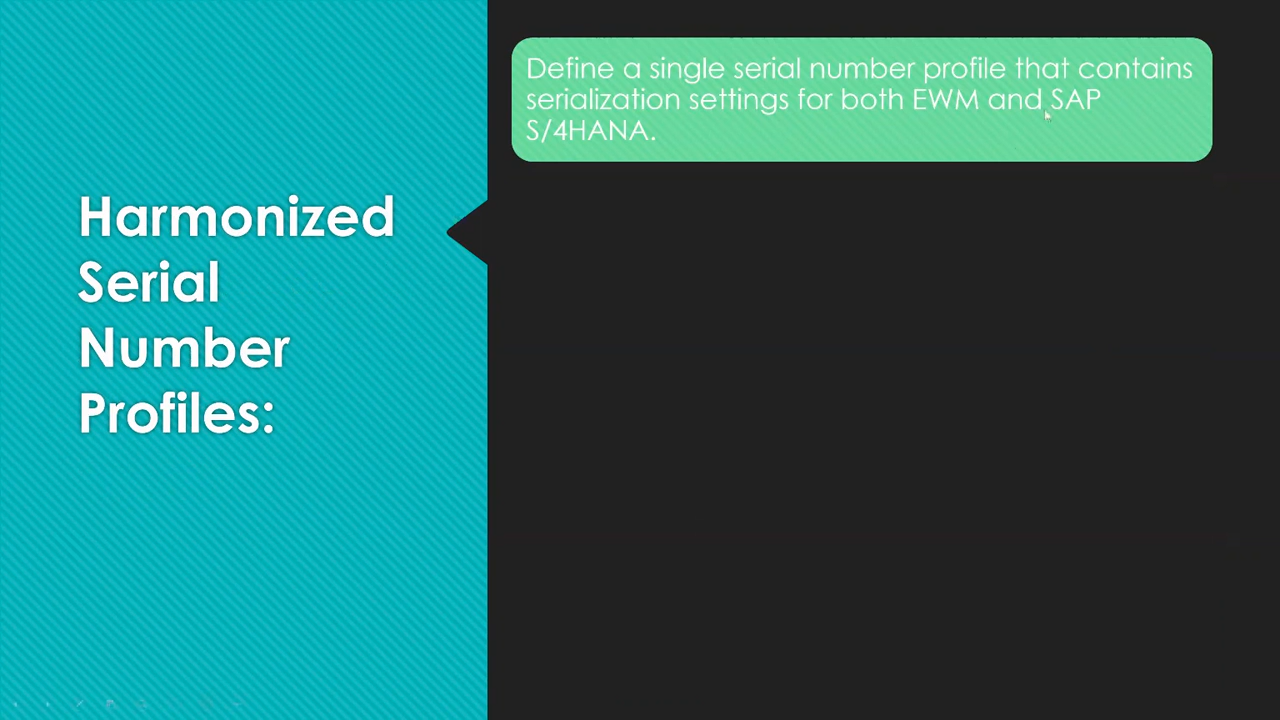 Harmonized
Serial
Number
Profiles:
Define a single serial number profile that contains
serialization settings for both EWM and SAP
S/4HANA.